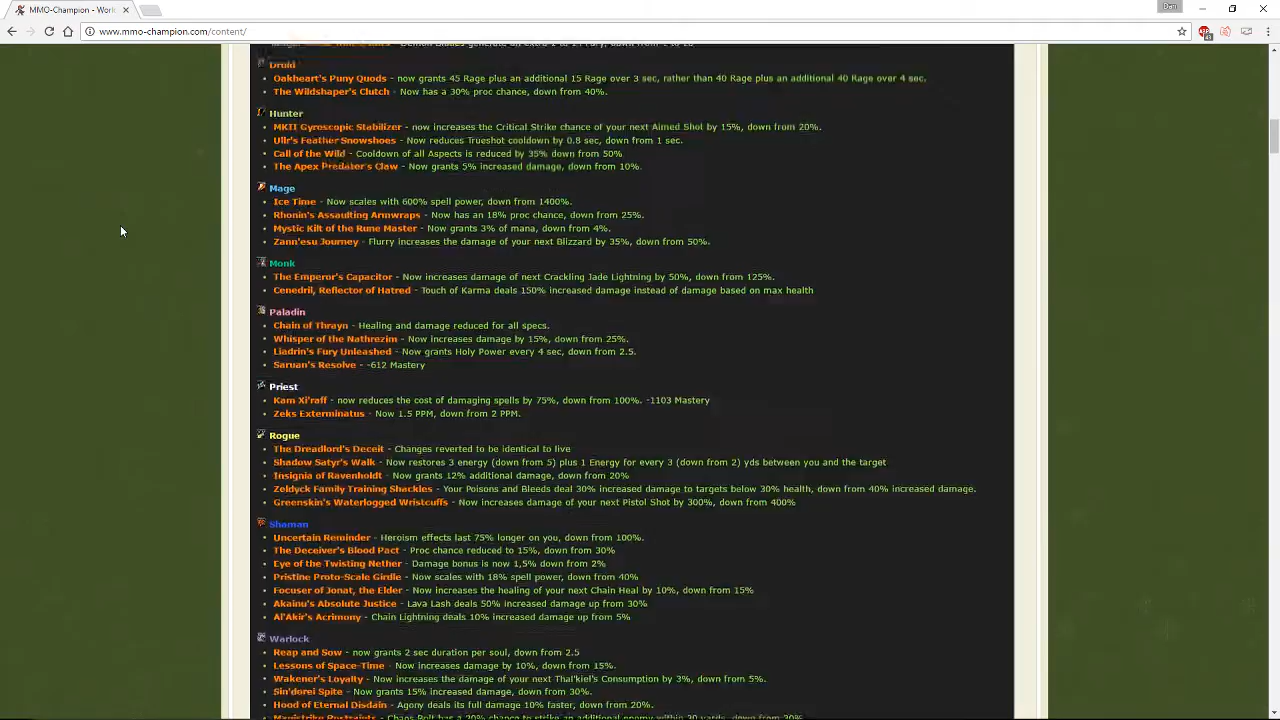 MMO-Champion - Worl
Deri
www.mmo-champion.com/content/
Druid
Oakheart's Puny Quods - now grants 45 Rage plus an additional 15 Rage over 3 sec, rather than 40 Rage plus an additional 40 Rage over 4 sec.
The Wildshaper's Clutch - Now has a 30% proc chance, down from 40%.
Hunter
MKII Gyroscopic Stabilizer - now increases the Critical Strike chance of your next Aimed Shot by 15%, down from 20%.
Ullr's Feather Snowshoes - Now reduces Trueshot cooldown by 0.8 sec, down from 1 sec.
Call of the Wild - Cooldown of all Aspects is reduced by 35% down from 50%
The Apex Predator's Claw - Now grants 5% increased damage, down from 10%.
Mage
Ice Time - Now scales with 600% spell power, down from 1400%.
Rhonin's Assaulting Armwraps - Now has an 18% proc chance, down from 25%.
Mystic Kilt of the Rune Master - Now grants 3% of mana, down from 4%.
Zann'esu Journey - Flurry increases the damage of your next Blizzard by 35%, down from 50%.
Monk
The Emperor's Capacitor - Now increases damage of next Crackling Jade Lightning by 50%, down from 125%.
Cenedril, Reflector of Hatred - Touch of Karma deals 150% increased damage instead of damage based on max health
Paladin
Chain of Thrayn - Healing and damage reduced for all specs.
Whisper of the Nathrezim - Now increases damage by 15%, down from 25%.
Liadrin's Fury Unleashed - Now grants Holy Power every 4 sec, down from 2.5.
Saruan's Resolve - -612 Mastery
Priest
Kam Xi'raff - now reduces the cost of damaging spells by 75%, down from 100%. -1103 Mastery
Zeks Exterminatus - Now 1.5 PPM, down from 2 PPM.
Rogue
The Dreadlord's Deceit - Changes reverted to be identical to live
Shadow Satyr's Walk - Now restores 3 energy (down from 5) plus 1 Energy for every 3 (down from 2) yds between you and the target
Insignia of Ravenholdt - Now grants 12% additional damage, down from 20%
Zeldyck Family Training Shackles - Your Poisons and Bleeds deal 30% increased damage to targets below 30% health, down from 40% increased damage.
Greenskin's Waterlogged Wristcuffs - Now increases damage of your next Pistol Shot by 300%, down from 400%
Shaman
Uncertain Reminder - Heroism effects last 75% longer on you, down from 100%.
The Deceiver's Blood Pact - Proc chance reduced to 15%, down from 30%
Eye of the Twisting Nether - Damage bonus is now 1,5% down from 2%
Pristine Proto-Scale Girdle - Now scales with 18% spell power, down from 40%
Focuser of Jonat, the Elder - Now increases the healing of your next Chain Heal by 10%, down from 15%
Akainu's Absolute Justice - Lava Lash deals 50% increased damage up from 30%
Al'Akir's Acrimony - Chain Lightning deals 10% increased damage up from 5%
Warlock
Reap and Sow - now grants 2 sec duration per soul, down from 2.5
Lessons of Space-Time - Now increases damage by 10%, down from 15%.
Wakener's Loyalty - Now increases the damage of your next Thal'kiel's Consumption by 3%, down from 5%.
Sin'dorei Spite - Now grants 15% increased damage, down from 30%.
Hood of Eternal Disdain - Agony deals its full damage 10% faster, down from 20%.
Magistrike Restraints - Chaos Bolt has a 20% chance to strike an additional enemy within 30 yards, down from 30%